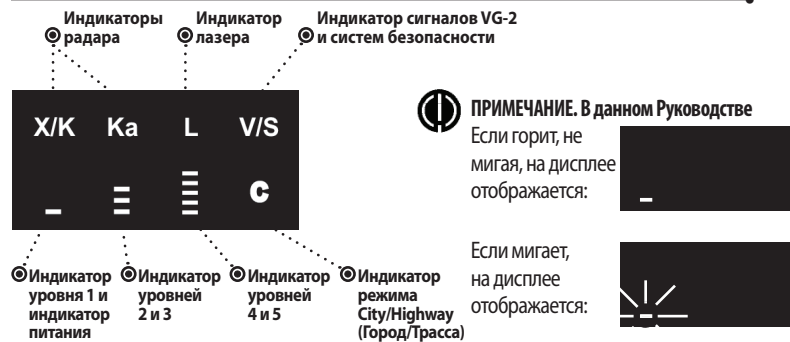 Индикаторы
радара
Индикатор
лазера
Индикатор сигналов VG-2
и систем безопасности
X/K Ka L V/S
C
Индикатор
уровня 1 и
индикатор
питания
Индикатор
уровней
2 и 3
Индикатор
уровней
4 и 5
Индикатор
режима
City/Highway
(Город/Трасса)
ПРИМЕЧАНИЕ. В данном Руководстве
Если горит, не
мигая, на дисплее
отображается:
Если мигает,
на дисплее
отображается: